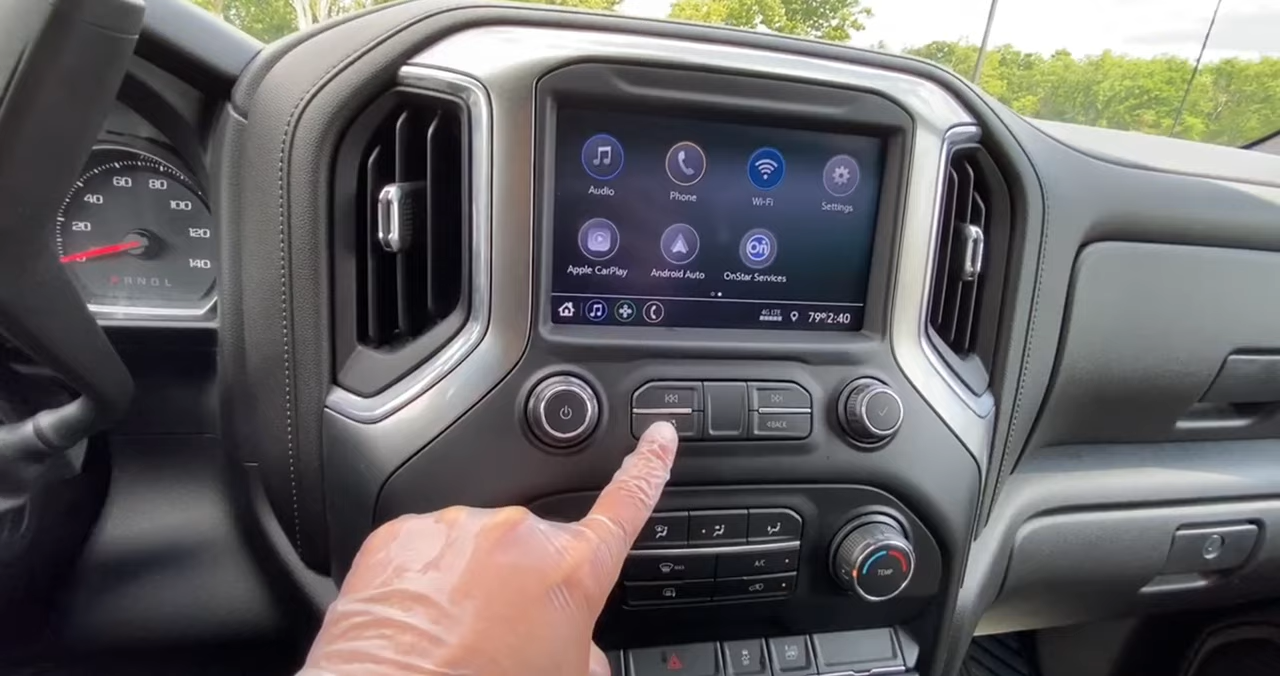 60 80
40 100
20 120
140
P R N D L
Audio
Phone
Wi-Fi
Settings
Apple CarPlay
Android Auto
OnStar Services
4G LTE
79° 2:40
BACK
MAX
A/C
TEMP